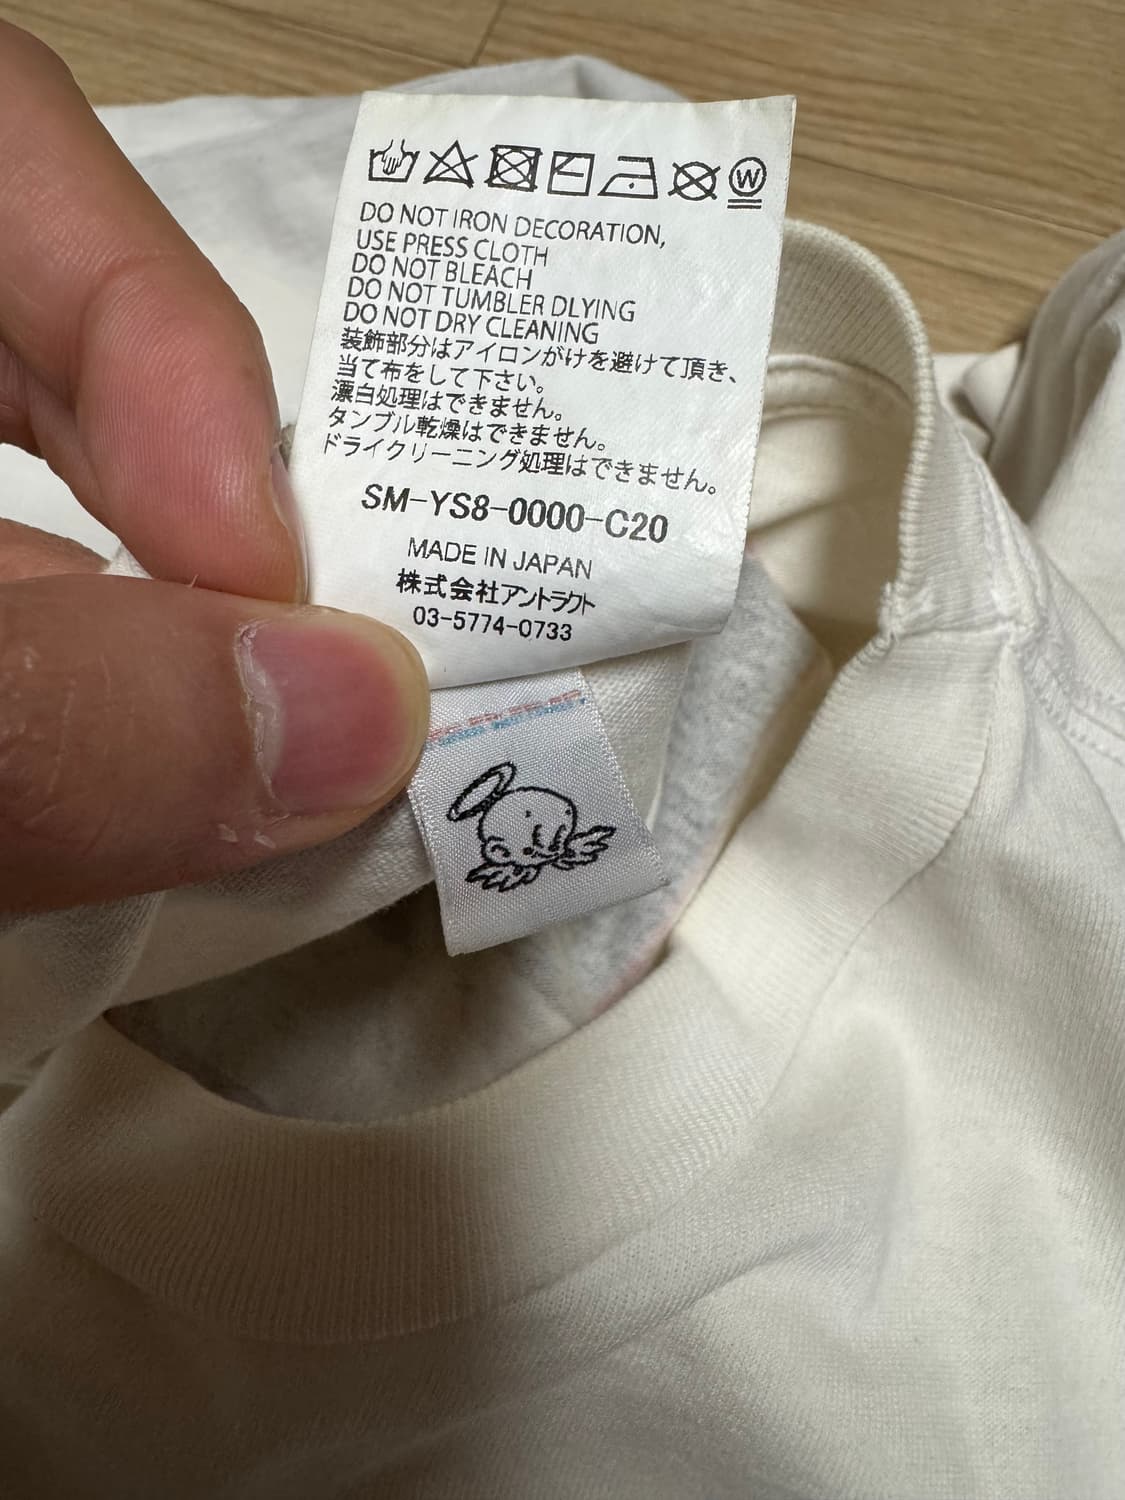 W
DO NOT IRON DECORATION,
USE PRESS CLOTH
DO NOT BLEACH
DO NOT TUMBLER DLYING
DO NOT DRY CLEANING
装飾部分はアイロンがけを避けて頂き、
当て布をして下さい。
漂白処理はできません。
タンブル乾燥はできません。
ドライクリーニング処理はできません。
SM-YS8-0000-C20
MADE IN JAPAN
株式会社アントラクト
03-5774-0733